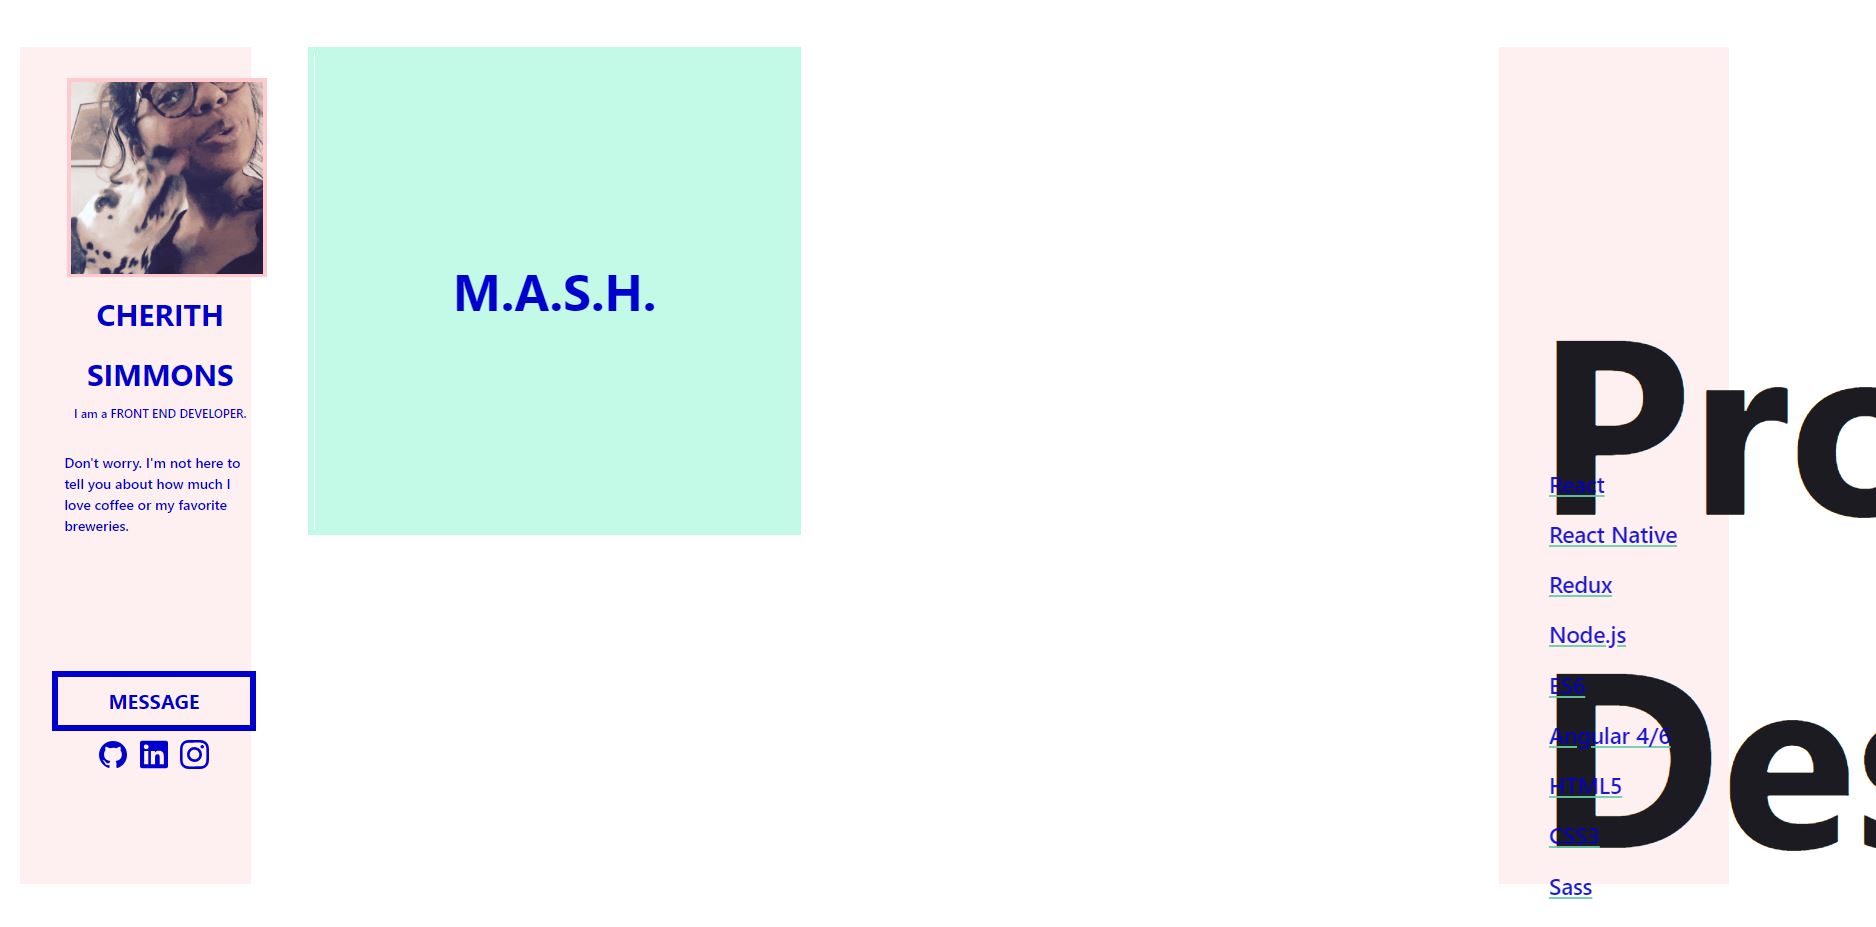 CHERITH
SIMMONS
I am a FRONT END DEVELOPER.
Don't worry. I'm not here to
tell you about how much I
love coffee or my favorite
breweries.
MESSAGE
M.A.S.H.
Pro
React
React Native
Redux
Node.js
Des
ES6
Angular 4/6
HTML5
CSS3
Sass